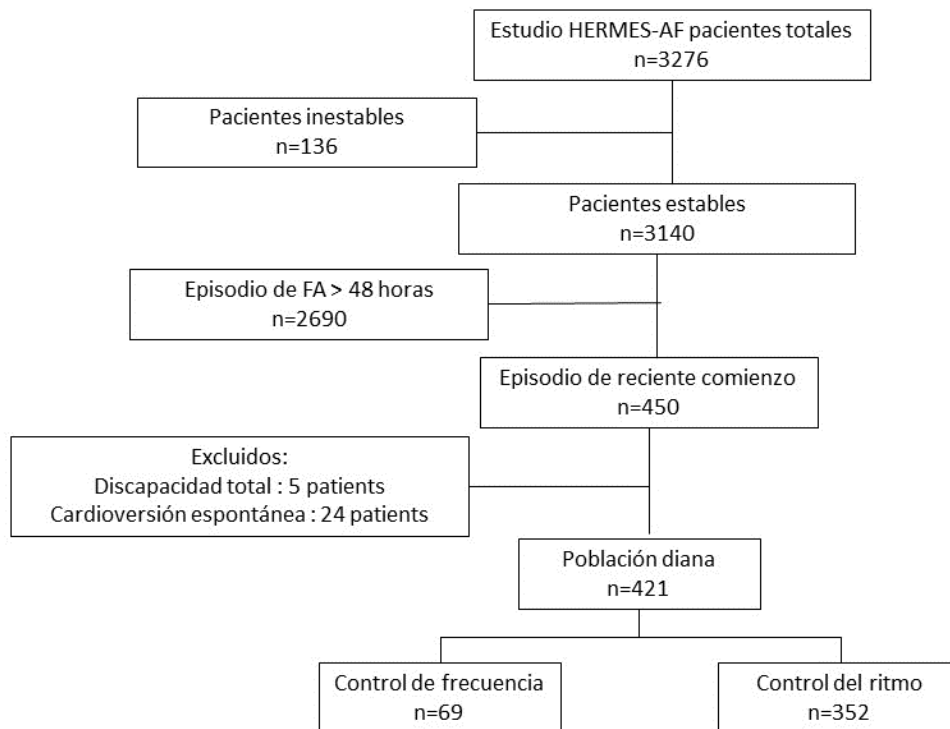 Estudio HERMES-AF pacientes totales
n=3276
Pacientes inestables
n=136
Pacientes estables
n=3140
Episodio de FA > 48 horas
n=2690
Episodio de reciente comienzo
n=450
Excluidos:
Discapacidad total : 5 patients
Cardioversión espontánea : 24 patients
Población diana
n=421
Control de frecuencia
n=69
Control del ritmo
n=352